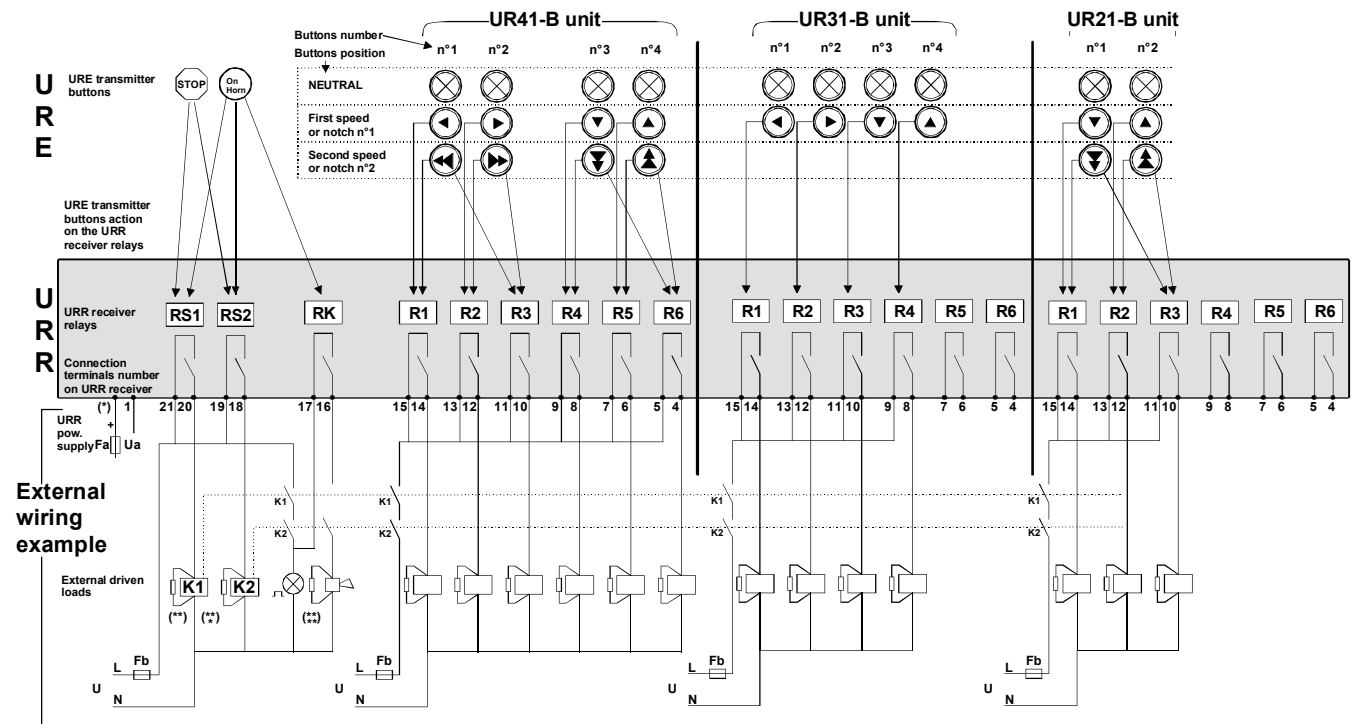 UR41-B unit UR31-B unit UR21-B unit
Buttons number n°1 n°2 n°3 n°4 n°1 n°2 n°3 n°4 n°1 n°2
Buttons position
U
R
E
URE transmitter
buttons
STOP
On
Horn
NEUTRAL
First speed
or notch n°1
Second speed
or notch n°2
URE transmitter
buttons action
on the URR
receiver relays
U
R
R
URR receiver
relays
RS1 RS2 RK R1 R2 R3 R4 R5 R6 R1 R2 R3 R4 R5 R6 R1 R2 R3 R4 R5 R6
Connection
terminals number
on URR receiver
(*) 1 21 20 19 18 17 16 15 14 13 12 11 10 9 8 7 6 5 4 15 14 13 12 11 10 9 8 7 6 5 4 15 14 13 12 11 10 9 8 7 6 5 4
URR
pow.
supply
+
Fa Ua
External
wiring
example
K1 K1 K1 K1
K2 K2 K2 K2
External driven
loads
K1 K2
(**) (***) (****)
L Fb L Fb L Fb L Fb
U U U U
N N N N